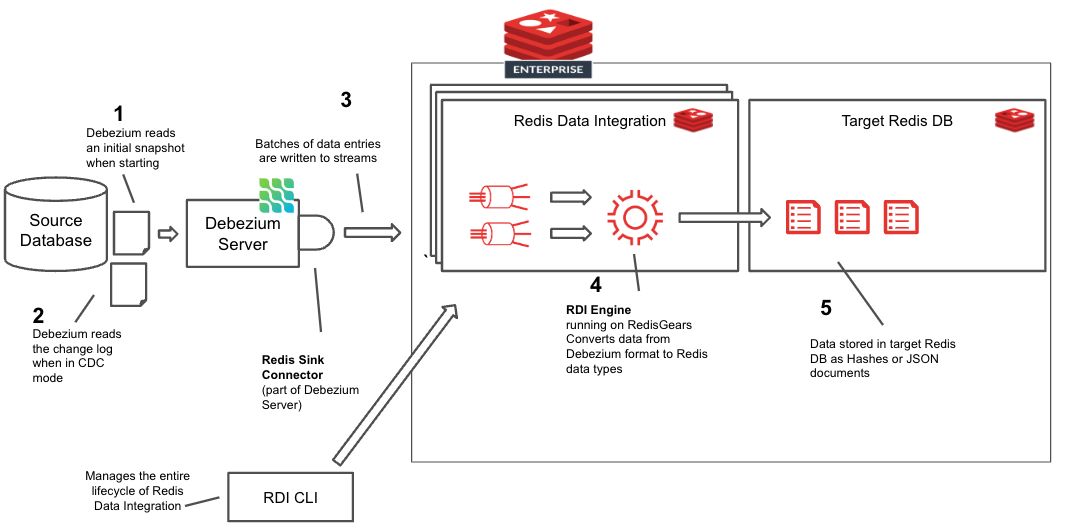 ENTERPRISE
1
Debezium reads
an initial snapshot
when starting
3
Batches of data entries
are written to streams
Redis Data Integration
Target Redis DB
Source
Database
Debezium
Server
2
Debezium reads
the change log
when in CDC
mode
Redis Sink
Connector
(part of Debezium
Server)
4
RDI Engine
running on RedisGears
Converts data from
Debezium format to Redis
data types
5
Data stored in target Redis
DB as Hashes or JSON
documents
Manages the entire
lifecycle of Redis
Data Integration
RDI CLI